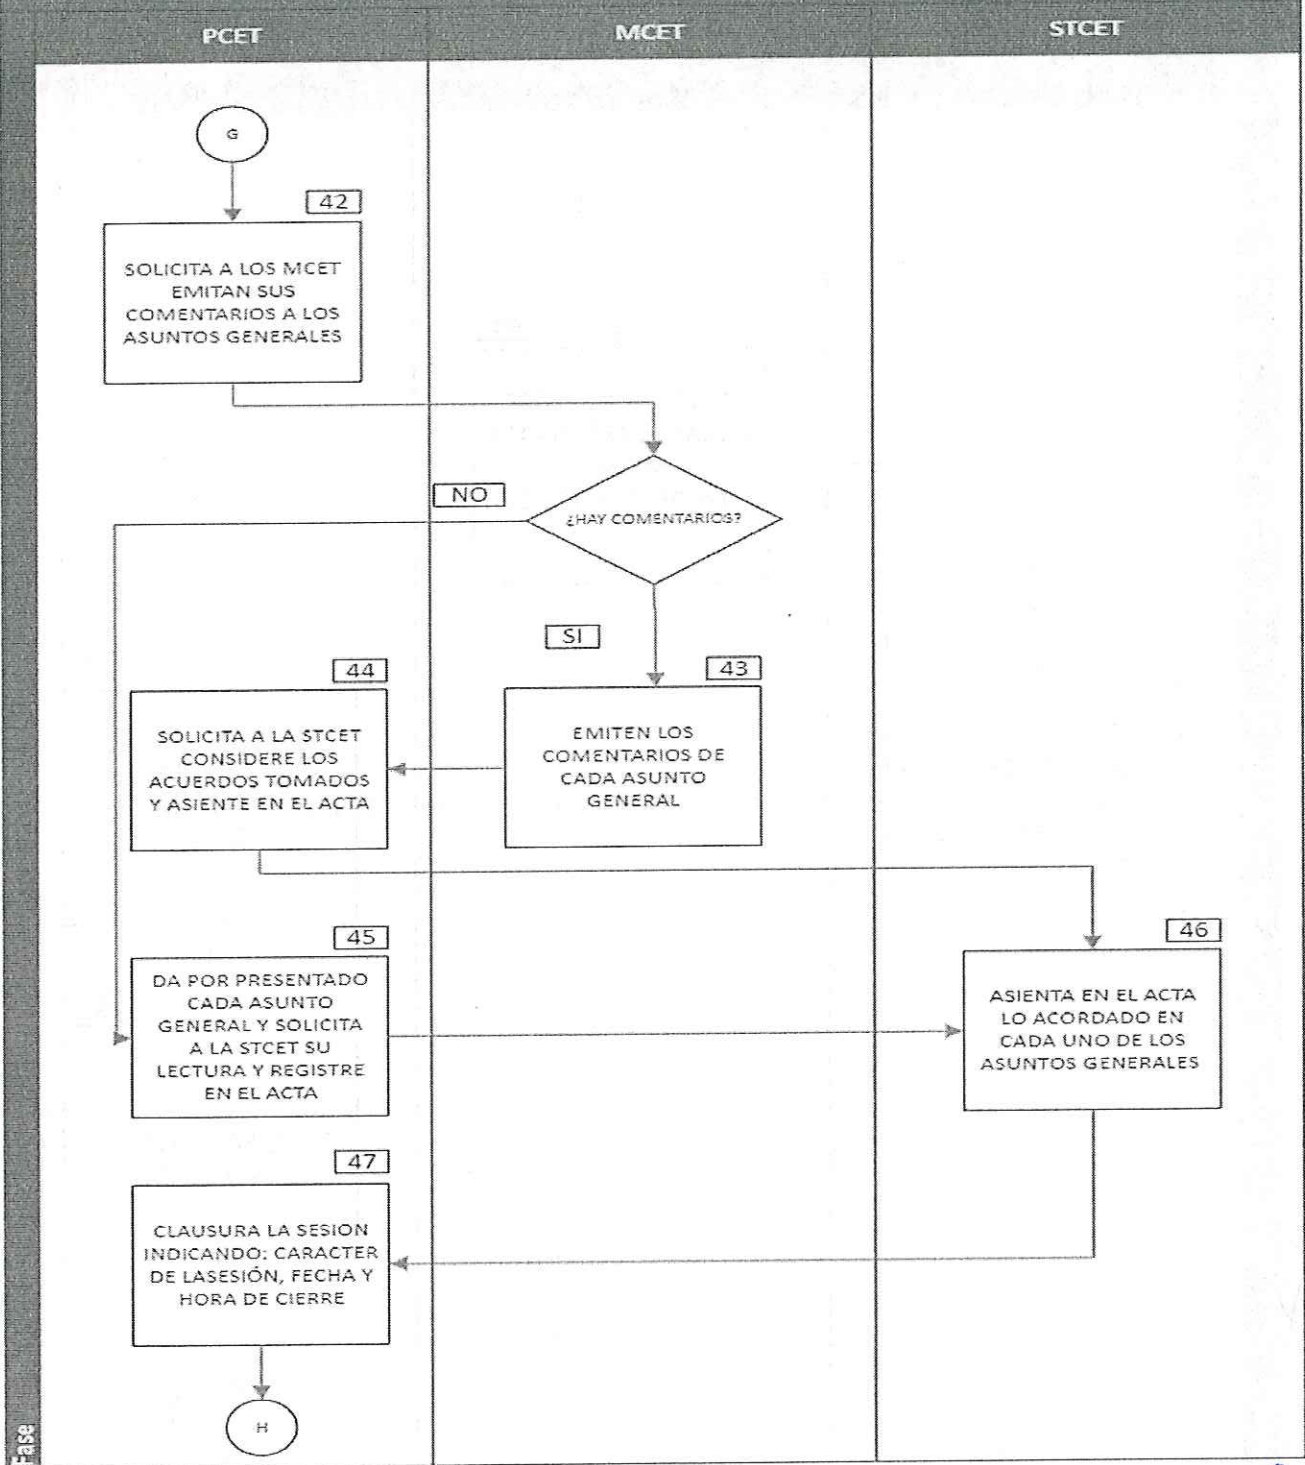 PCET
MCET
STCET
G
42
SOLICITA A LOS MCET
EMITAN SUS
COMENTARIOS A LOS
ASUNTOS GENERALES
NO
¿HAY COMENTARIOS?
SI
44
43
SOLICITA A LA STCET
CONSIDERE LOS
ACUERDOS TOMADOS
Y ASIENTE EN EL ACTA
EMITEN LOS
COMENTARIOS DE
CADA ASUNTO
GENERAL
45
46
DA POR PRESENTADO
CADA ASUNTO
GENERAL Y SOLICITA
A LA STCET SU
LECTURA Y REGISTRE
EN EL ACTA
ASIENTA EN EL ACTA
LO ACORDADO EN
CADA UNO DE LOS
ASUNTOS GENERALES
47
CLAUSURA LA SESION
INDICANDO: CARACTER
DE LASESIÓN, FECHA Y
HORA DE CIERRE
H
Fase